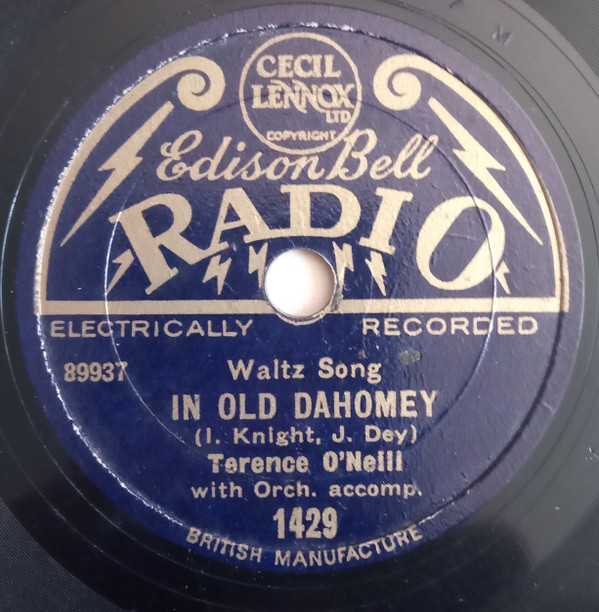 CECIL
LENNOX
LTD
COPYRIGHT
Edison Bell
RADIO
ELECTRICALLY RECORDED
89937
Waltz Song
IN OLD DAHOMEY
(I. Knight, J. Dey)
Terence O'Neill
with Orch. accomp.
1429
BRITISH MANUFACTURE